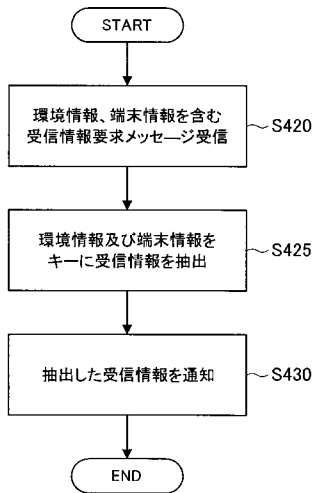 START
環境情報、端末情報を含む
受信情報要求メッセージ受信
S420
環境情報及び端末情報を
キーに受信情報を抽出
S425
抽出した受信情報を通知
S430
END